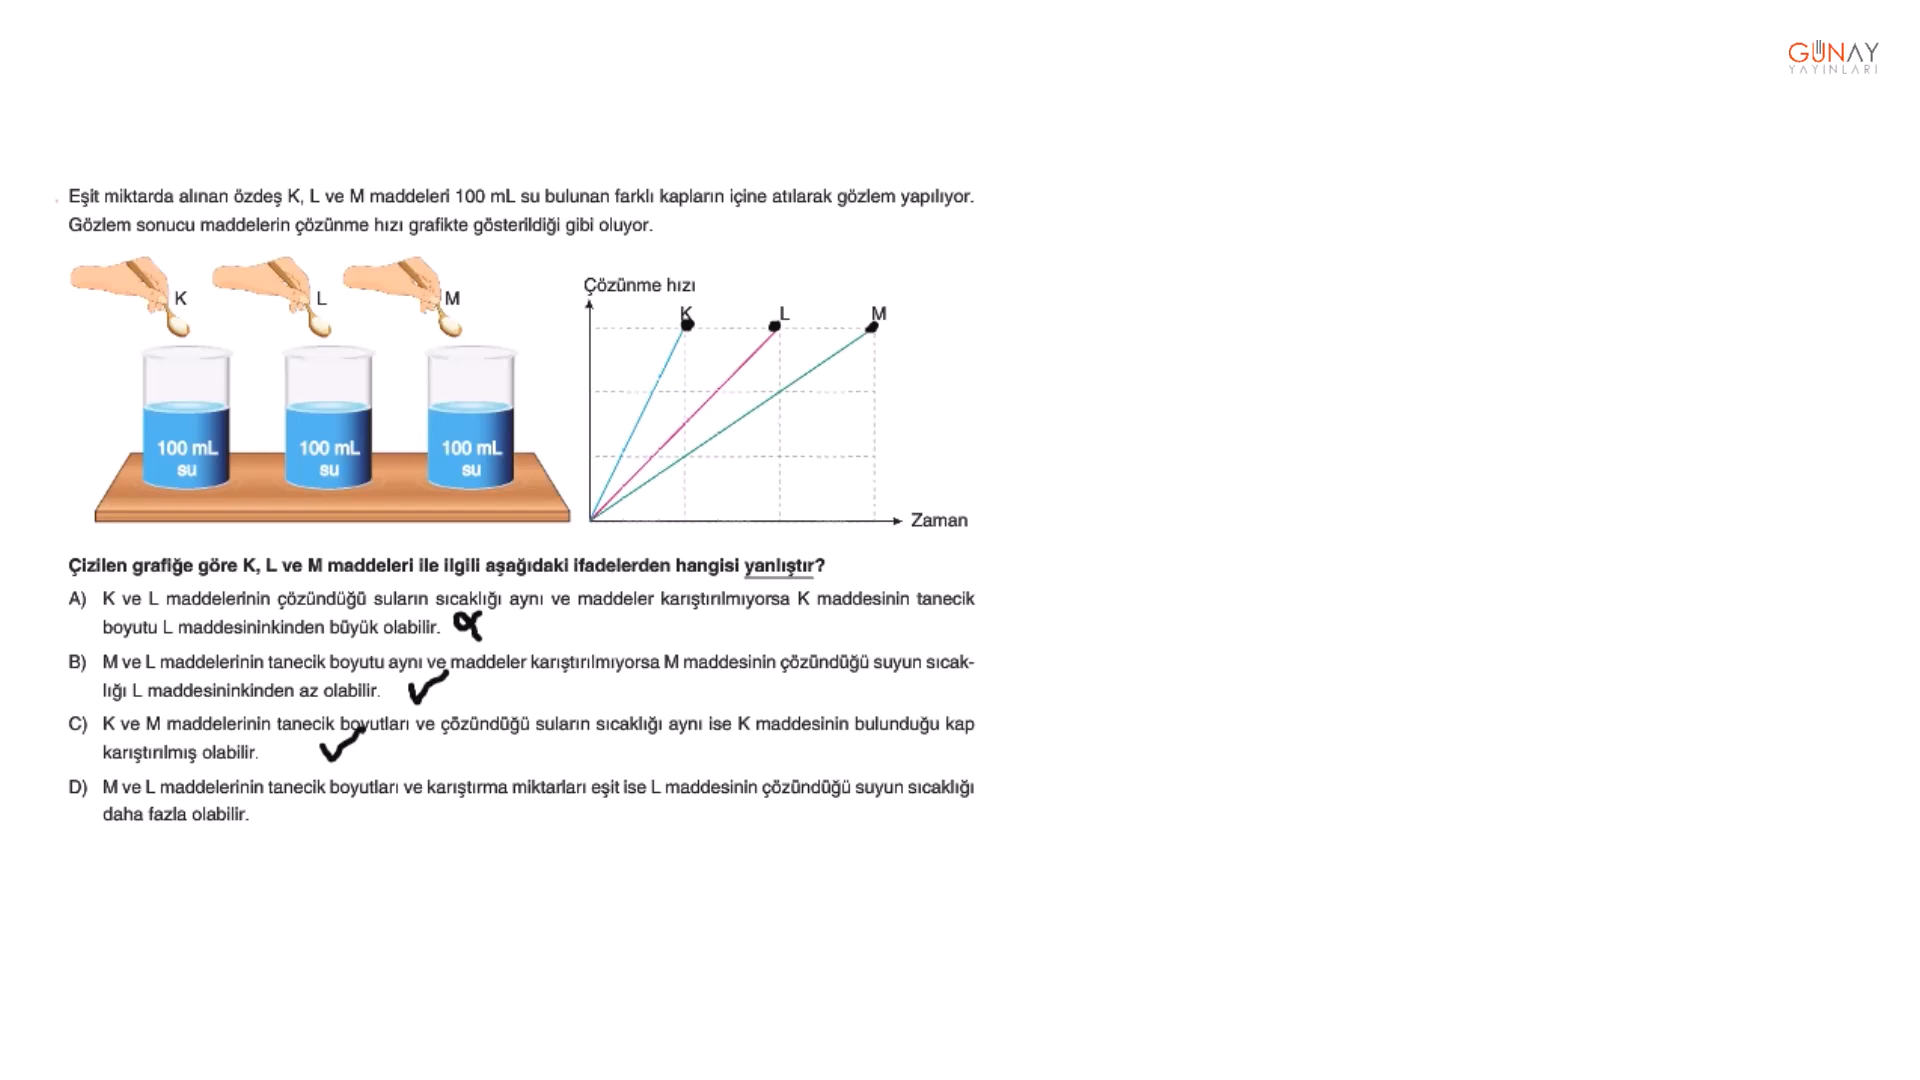 GÜNAY
YAYINLARI
Eşit miktarda alınan özdeş K, L ve M maddeleri 100 mL su bulunan farklı kapların içine atılarak gözlem yapılıyor.
Gözlem sonucu maddelerin çözünme hızı grafikte gösterildiği gibi oluyor.
K
L
M
100 mL
su
100 mL
su
100 mL
su
Çözünme hızı
K
L
M
Zaman
Çizilen grafiğe göre K, L ve M maddeleri ile ilgili aşağıdaki ifadelerden hangisi yanlıştır?
A) K ve L maddelerinin çözündüğü suların sıcaklığı aynı ve maddeler karıştırılmıyorsa K maddesinin tanecik
boyutu L maddesininkinden büyük olabilir.
B) M ve L maddelerinin tanecik boyutu aynı ve maddeler karıştırılmıyorsa M maddesinin çözündüğü suyun sıcak-
lığı L maddesininkinden az olabilir.
C) K ve M maddelerinin tanecik boyutları ve çözündüğü suların sıcaklığı aynı ise K maddesinin bulunduğu kap
karıştırılmış olabilir.
D) M ve L maddelerinin tanecik boyutları ve karıştırma miktarları eşit ise L maddesinin çözündüğü suyun sıcaklığı
daha fazla olabilir.